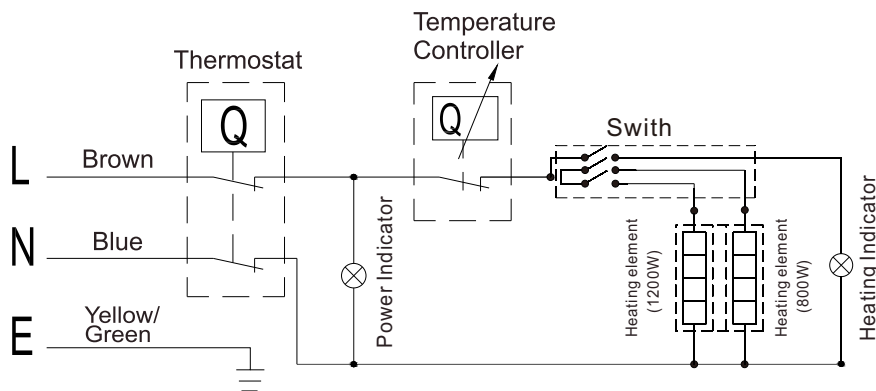 Temperature
Controller
Thermostat
Q
Q
Swith
L
Brown
N
Blue
Power Indicator
Heating element
(1200W)
Heating element
(800W)
Heating Indicator
E
Yellow/
Green